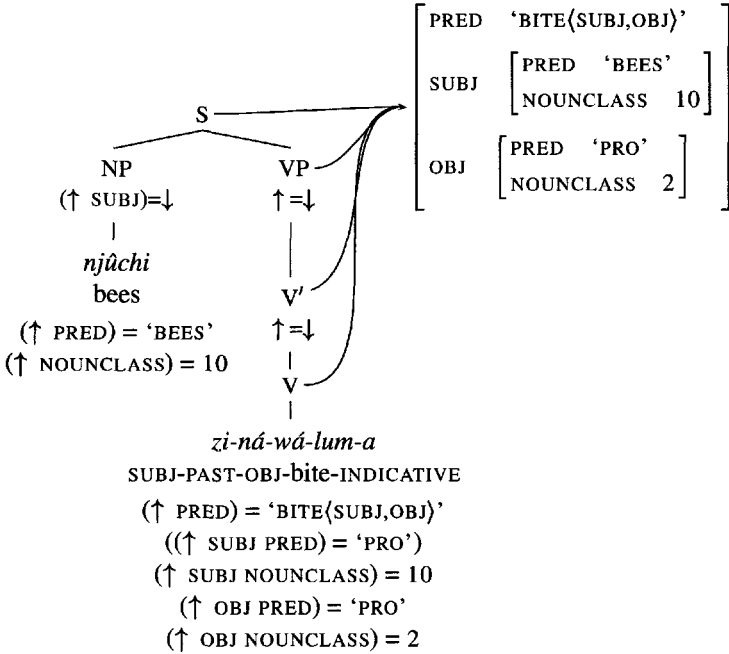 PRED ‘BITE⟨SUBJ,OBJ⟩’
SUBJ [PRED ‘BEES’
NOUNCLASS 10]
OBJ [PRED ‘PRO’
NOUNCLASS 2]
S
NP VP
(↑ SUBJ)=↓ ↑=↓
njûchi
bees V′
(↑ PRED) = ‘BEES’ ↑=↓
(↑ NOUNCLASS) = 10
V
zi-ná-wá-lum-a
SUBJ-PAST-OBJ-bite-INDICATIVE
(↑ PRED) = ‘BITE⟨SUBJ,OBJ⟩’
((↑ SUBJ PRED) = ‘PRO’)
(↑ SUBJ NOUNCLASS) = 10
(↑ OBJ PRED) = ‘PRO’
(↑ OBJ NOUNCLASS) = 2